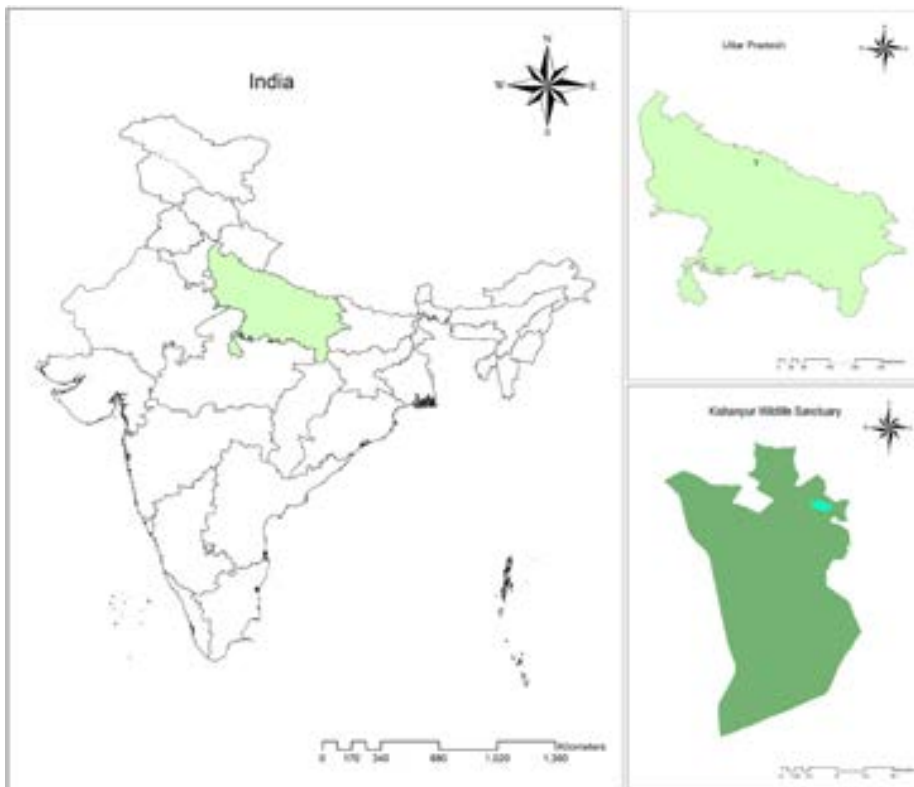 India
N
W E
S
0 170 340 680 1,020 1,360
Kilometers
Uttar Pradesh
Kishanpur Wildlife Sanctuary